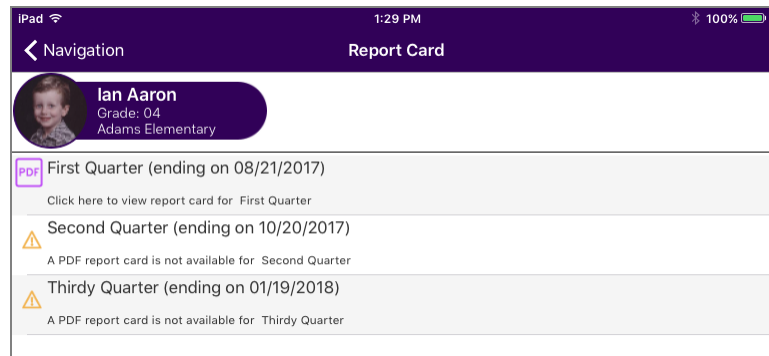 iPad 1:29 PM 100%
Navigation Report Card
Ian Aaron
Grade: 04
Adams Elementary
PDF First Quarter (ending on 08/21/2017)
Click here to view report card for First Quarter
Second Quarter (ending on 10/20/2017)
A PDF report card is not available for Second Quarter
Thirdy Quarter (ending on 01/19/2018)
A PDF report card is not available for Thirdy Quarter